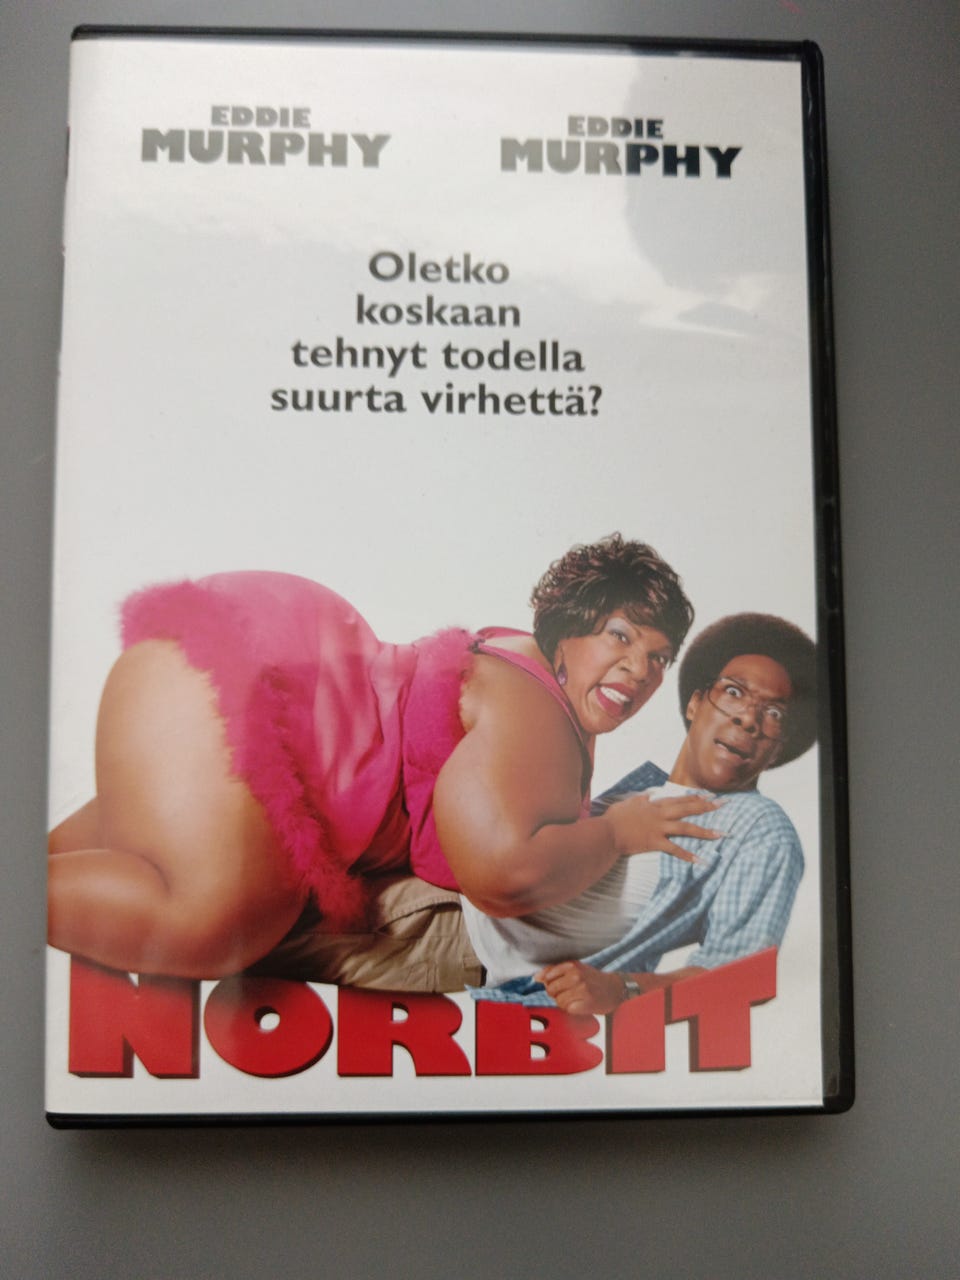 EDDIE
MURPHY
EDDIE
MURPHY
Oletko
koskaan
tehnyt todella
suurta virhettä?
NORBIT